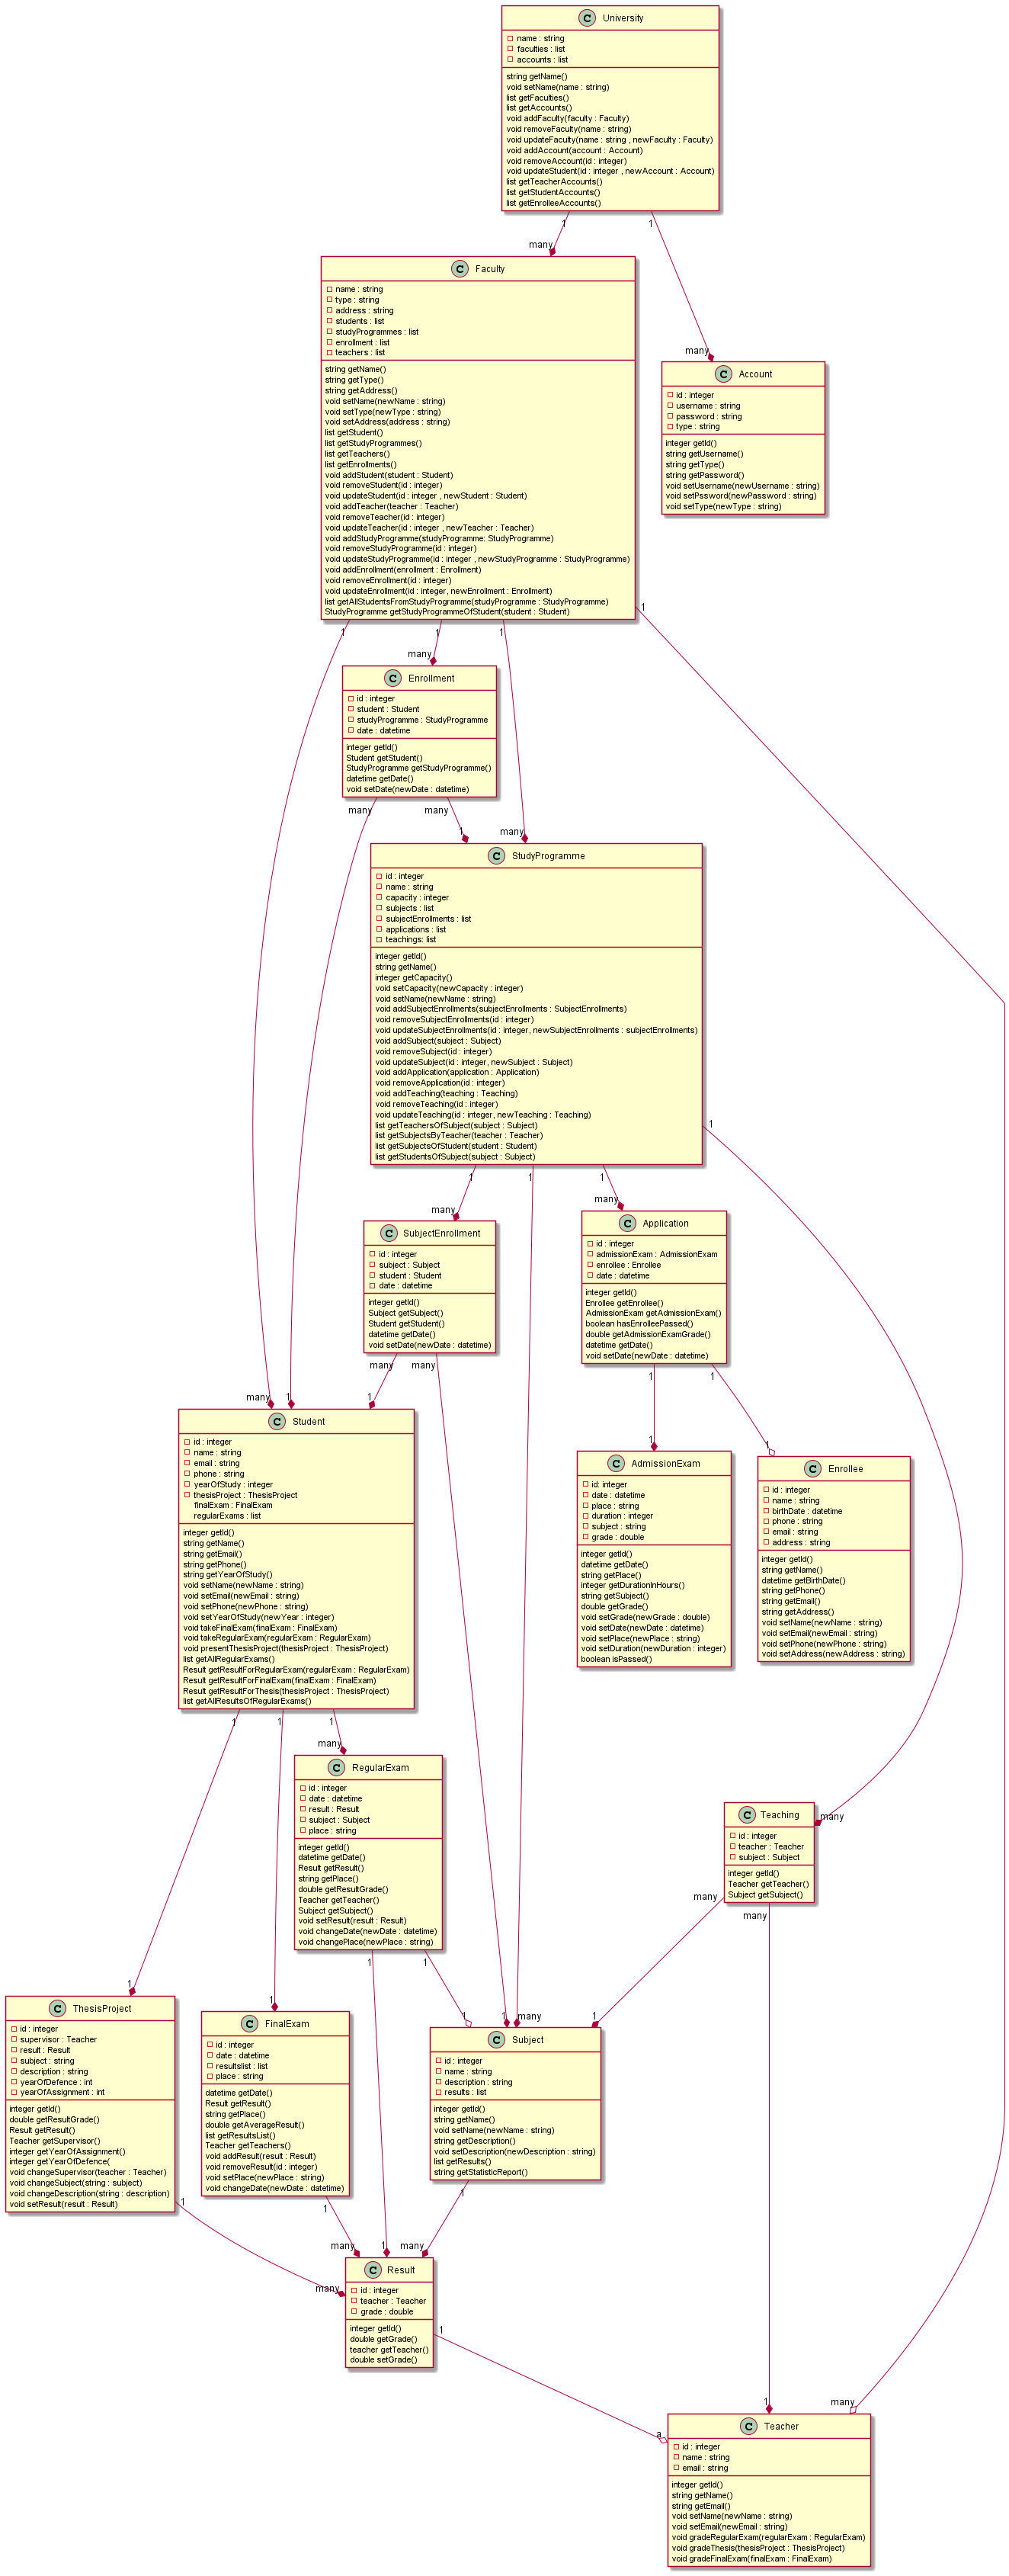 C University
name : string
faculties : list
accounts : list
string getName()
void setName(name : string)
list getFaculties()
list getAccounts()
void addFaculty(faculty : Faculty)
void removeFaculty(name : string)
void updateFaculty(name : string , newFaculty : Faculty)
void addAccount(account : Account)
void removeAccount(id : integer)
void updateStudent(id : integer , newAccount : Account)
list getTeacherAccounts()
list getStudentAccounts()
list getEnrolleeAccounts()
1
1
many
many
C Faculty
name : string
type : string
address : string
students : list
studyProgrammes : list
enrollment : list
teachers : list
string getName()
string getType()
string getAddress()
void setName(newName : string)
void setType(newType : string)
void setAddress(address : string)
list getStudent()
list getStudyProgrammes()
list getTeachers()
list getEnrollments()
void addStudent(student : Student)
void removeStudent(id : integer)
void updateStudent(id : integer , newStudent : Student)
void addTeacher(teacher : Teacher)
void removeTeacher(id : integer)
void updateTeacher(id : integer , newTeacher : Teacher)
void addStudyProgramme(studyProgramme: StudyProgramme)
void removeStudyProgramme(id : integer)
void updateStudyProgramme(id : integer , newStudyProgramme : StudyProgramme)
void addEnrollment(enrollment : Enrollment)
void removeEnrollment(id : integer)
void updateEnrollment(id : integer, newEnrollment : Enrollment)
list getAllStudentsFromStudyProgramme(studyProgramme : StudyProgramme)
StudyProgramme getStudyProgrammeOfStudent(student : Student)
C Account
id : integer
username : string
password : string
type : string
integer getId()
string getUsername()
string getType()
string getPassword()
void setUsername(newUsername : string)
void setPssword(newPassword : string)
void setType(newType : string)
1
1
1
1
many
many
C Enrollment
id : integer
student : Student
studyProgramme : StudyProgramme
date : datetime
integer getId()
Student getStudent()
StudyProgramme getStudyProgramme()
datetime getDate()
void setDate(newDate : datetime)
many
many
1
C StudyProgramme
id : integer
name : string
capacity : integer
subjects : list
subjectEnrollments : list
applications : list
teachings: list
integer getId()
string getName()
integer getCapacity()
void setCapacity(newCapacity : integer)
void setName(newName : string)
void addSubjectEnrollments(subjectEnrollments : SubjectEnrollments)
void removeSubjectEnrollments(id : integer)
void updateSubjectEnrollments(id : integer, newSubjectEnrollments : subjectEnrollments)
void addSubject(subject : Subject)
void removeSubject(id : integer)
void updateSubject(id : integer, newSubject : Subject)
void addApplication(application : Application)
void removeApplication(id : integer)
void addTeaching(teaching : Teaching)
void removeTeaching(id : integer)
void updateTeaching(id : integer, newTeaching : Teaching)
list getTeachersOfSubject(subject : Subject)
list getSubjectsByTeacher(teacher : Teacher)
list getSubjectsOfStudent(student : Student)
list getStudentsOfSubject(subject : Subject)
1
1
1
1
many
many
C SubjectEnrollment
id : integer
subject : Subject
student : Student
date : datetime
integer getId()
Subject getSubject()
Student getStudent()
datetime getDate()
void setDate(newDate : datetime)
C Application
id : integer
admissionExam : AdmissionExam
enrollee : Enrollee
date : datetime
integer getId()
Enrollee getEnrollee()
AdmissionExam getAdmissionExam()
boolean hasEnrolleePassed()
double getAdmissionExamGrade()
datetime getDate()
void setDate(newDate : datetime)
many
many
1
1
many
1
1
1
1
C Student
id : integer
name : string
email : string
phone : string
yearOfStudy : integer
thesisProject : ThesisProject
finalExam : FinalExam
regularExams : list
integer getId()
string getName()
string getEmail()
string getPhone()
string getYearOfStudy()
void setName(newName : string)
void setEmail(newEmail : string)
void setPhone(newPhone : string)
void setYearOfStudy(newYear : integer)
void takeFinalExam(finalExam : FinalExam)
void takeRegularExam(regularExam : RegularExam)
void presentThesisProject(thesisProject : ThesisProject)
list getAllRegularExams()
Result getResultForRegularExam(regularExam : RegularExam)
Result getResultForFinalExam(finalExam : FinalExam)
Result getResultForThesis(thesisProject : ThesisProject)
list getAllResultsOfRegularExams()
C AdmissionExam
id: integer
date : datetime
place : string
duration : integer
subject : string
grade : double
integer getId()
datetime getDate()
string getPlace()
integer getDurationInHours()
string getSubject()
double getGrade()
void setGrade(newGrade : double)
void setDate(newDate : datetime)
void setPlace(newPlace : string)
void setDuration(newDuration : integer)
boolean isPassed()
C Enrollee
id : integer
name : string
birthDate : datetime
phone : string
email : string
address : string
integer getId()
string getName()
datetime getBirthDate()
string getPhone()
string getEmail()
string getAddress()
void setName(newName : string)
void setEmail(newEmail : string)
void setPhone(newPhone : string)
void setAddress(newAddress : string)
1
1
1
many
C RegularExam
id : integer
date : datetime
result : Result
subject : Subject
place : string
integer getId()
datetime getDate()
Result getResult()
string getPlace()
double getResultGrade()
Teacher getTeacher()
Subject getSubject()
void setResult(result : Result)
void changeDate(newDate : datetime)
void changePlace(newPlace : string)
many
C Teaching
id : integer
teacher : Teacher
subject : Subject
integer getId()
Teacher getTeacher()
Subject getSubject()
many
many
1
1
1
1
1
1
many
1
C ThesisProject
id : integer
supervisor : Teacher
result : Result
subject : string
description : string
yearOfDefence : int
yearOfAssignment : int
integer getId()
double getResultGrade()
Result getResult()
Teacher getSupervisor()
integer getYearOfAssignment()
integer getYearOfDefence(
void changeSupervisor(teacher : Teacher)
void changeSubject(string : subject)
void changeDescription(string : description)
void setResult(result : Result)
C FinalExam
id : integer
date : datetime
resultslist : list
place : string
datetime getDate()
Result getResult()
string getPlace()
double getAverageResult()
list getResultsList()
Teacher getTeachers()
void addResult(result : Result)
void removeResult(id : integer)
void setPlace(newPlace : string)
void changeDate(newDate : datetime)
C Subject
id : integer
name : string
description : string
results : list
integer getId()
string getName()
void setName(newName : string)
string getDescription()
void setDescription(newDescription : string)
list getResults()
string getStatisticReport()
1
1
1
many
1
many
many
C Result
id : integer
teacher : Teacher
grade : double
integer getId()
double getGrade()
teacher getTeacher()
double setGrade()
1
a
1
many
C Teacher
id : integer
name : string
email : string
integer getId()
string getName()
string getEmail()
void setName(newName : string)
void setEmail(newEmail : string)
void gradeRegularExam(regularExam : RegularExam)
void gradeThesis(thesisProject : ThesisProject)
void gradeFinalExam(finalExam : FinalExam)